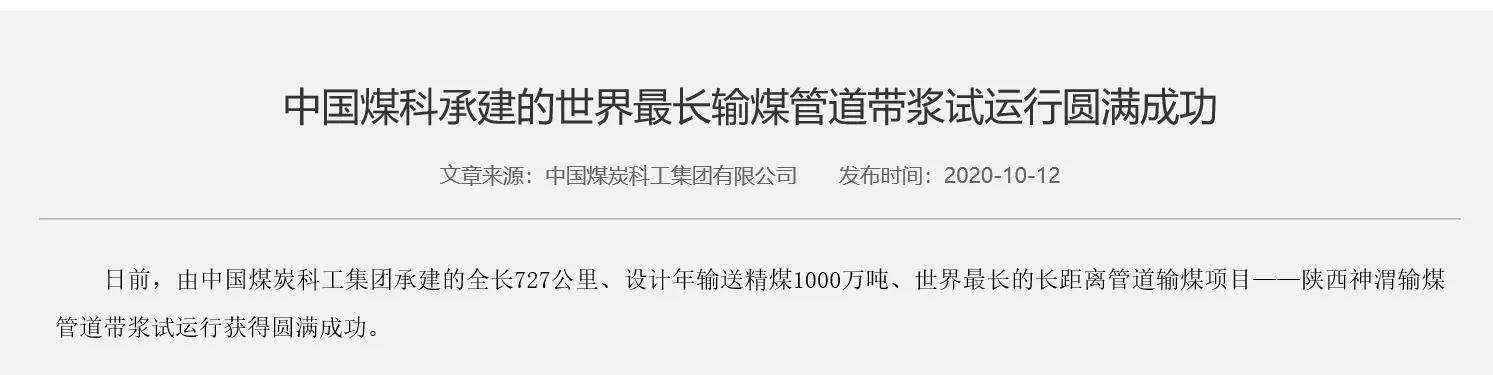 中国煤科承建的世界最长输煤管道带浆试运行圆满成功
文章来源：中国煤炭科工集团有限公司　　发布时间：2020-10-12
日前，由中国煤炭科工集团承建的全长727公里、设计年输送精煤1000万吨、世界最长的长距离管道输煤项目——陕西神渭输煤
管道带浆试运行获得圆满成功。